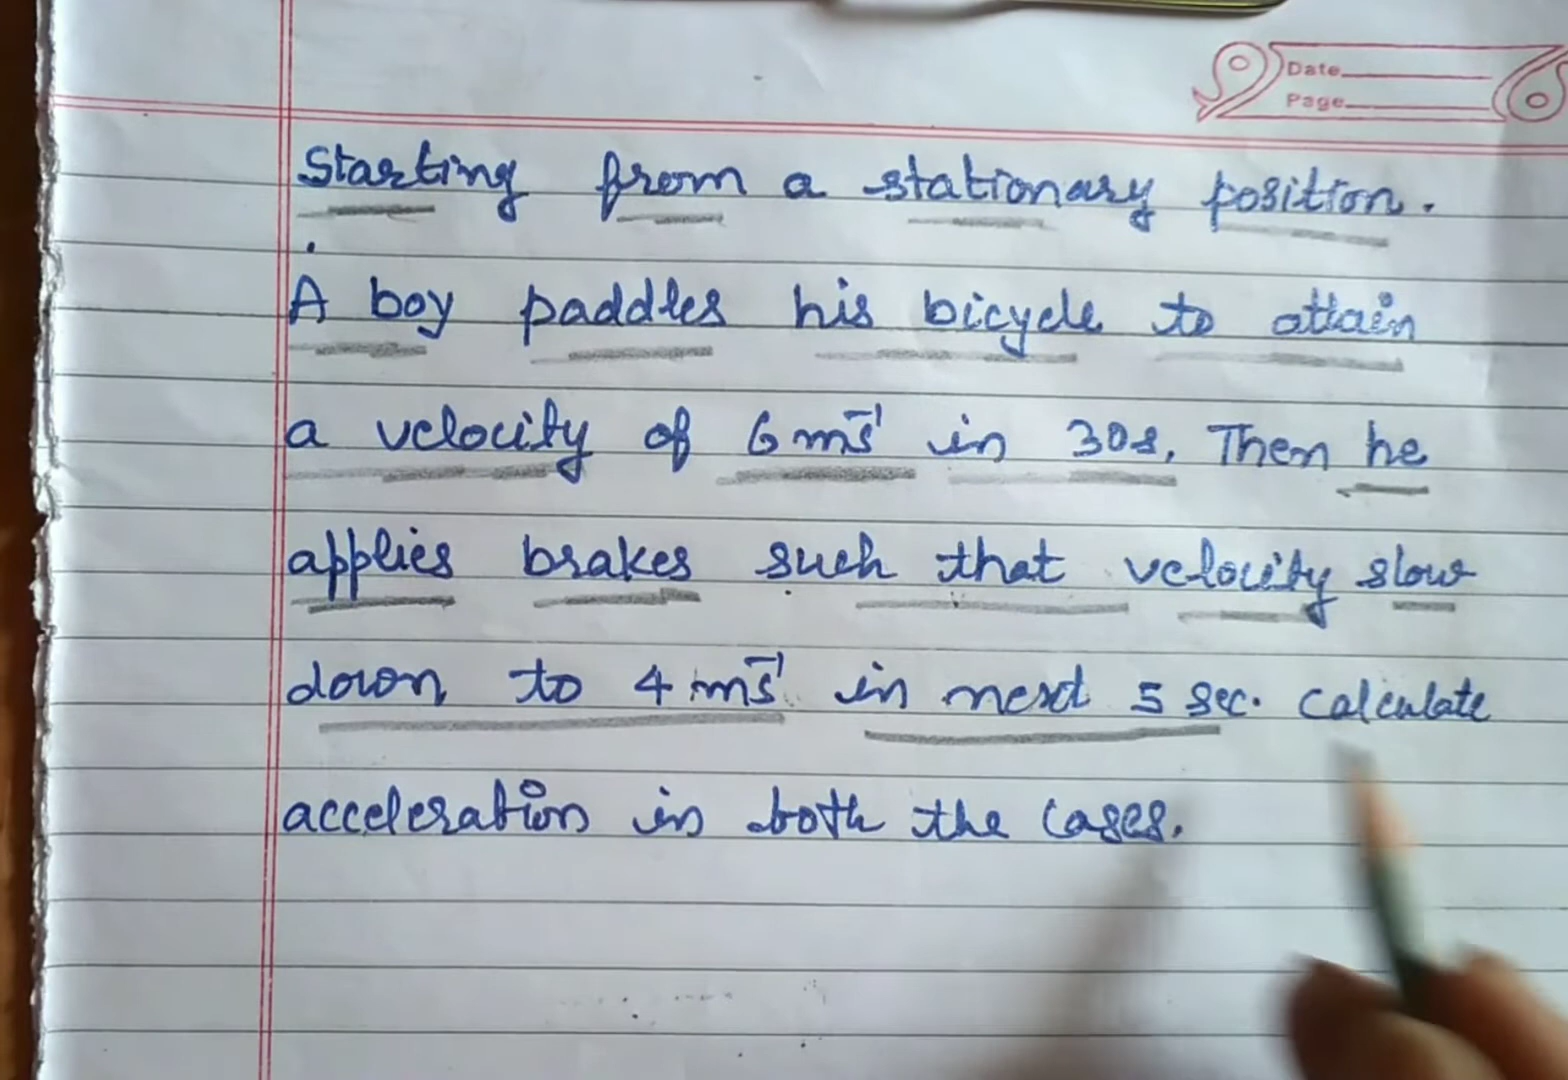 Date
Page
Starting from a stationary position.
A boy paddles his bicycle to attain
a velocity of 6 ms⁻¹ in 30s. Then he
applies brakes such that velocity slow
down to 4 ms⁻¹ in next 5 sec. Calculate
acceleration in both the cases.